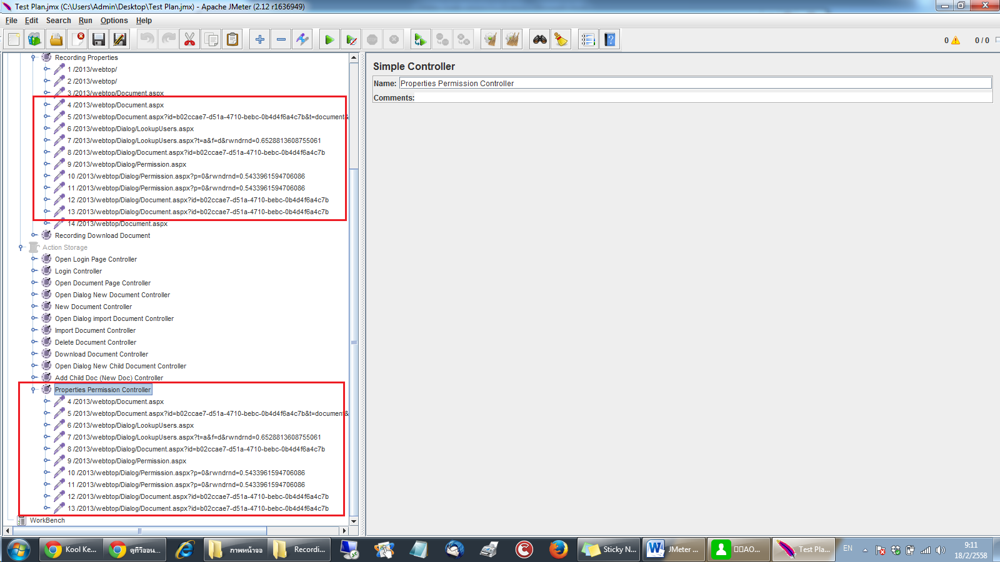 Test Plan.jmx (C:\Users\Admin\Desktop\Test Plan.jmx) - Apache JMeter (2.12 r1636949)
File Edit Search Run Options Help
0 0 / 0
Recording Properties
1 /2013/webtop/
2 /2013/webtop/
3 /2013/webtop/Document.aspx
4 /2013/webtop/Document.aspx
5 /2013/webtop/Document.aspx?id=b02ccae7-d51a-4710-bebc-0b4d4f6a4c7b&t=document&
6 /2013/webtop/Dialog/LookupUsers.aspx
7 /2013/webtop/Dialog/LookupUsers.aspx?t=a&f=d&rwndrnd=0.6528813608755061
8 /2013/webtop/Dialog/Document.aspx?id=b02ccae7-d51a-4710-bebc-0b4d4f6a4c7b
9 /2013/webtop/Dialog/Permission.aspx
10 /2013/webtop/Dialog/Permission.aspx?p=0&rwndrnd=0.5433961594706086
11 /2013/webtop/Dialog/Permission.aspx?p=0&rwndrnd=0.5433961594706086
12 /2013/webtop/Dialog/Document.aspx?id=b02ccae7-d51a-4710-bebc-0b4d4f6a4c7b
13 /2013/webtop/Dialog/Document.aspx?id=b02ccae7-d51a-4710-bebc-0b4d4f6a4c7b
14 /2013/webtop/Document.aspx
Recording Download Document
Action Storage
Open Login Page Controller
Login Controller
Open Document Page Controller
Open Dialog New Document Controller
New Document Controller
Open Dialog import Document Controller
Import Document Controller
Delete Document Controller
Download Document Controller
Open Dialog New Child Document Controller
Add Child Doc (New Doc) Controller
Properties Permission Controller
4 /2013/webtop/Document.aspx
5 /2013/webtop/Document.aspx?id=b02ccae7-d51a-4710-bebc-0b4d4f6a4c7b&t=document&
6 /2013/webtop/Dialog/LookupUsers.aspx
7 /2013/webtop/Dialog/LookupUsers.aspx?t=a&f=d&rwndrnd=0.6528813608755061
8 /2013/webtop/Dialog/Document.aspx?id=b02ccae7-d51a-4710-bebc-0b4d4f6a4c7b
9 /2013/webtop/Dialog/Permission.aspx
10 /2013/webtop/Dialog/Permission.aspx?p=0&rwndrnd=0.5433961594706086
11 /2013/webtop/Dialog/Permission.aspx?p=0&rwndrnd=0.5433961594706086
12 /2013/webtop/Dialog/Document.aspx?id=b02ccae7-d51a-4710-bebc-0b4d4f6a4c7b
13 /2013/webtop/Dialog/Document.aspx?id=b02ccae7-d51a-4710-bebc-0b4d4f6a4c7b
WorkBench
Simple Controller
Name: Properties Permission Controller
Comments:
Kool Ke... ดูทีวีออน... ภาพหน้าจอ Recordi... Sticky N... JMeter ... AO... Test Pla... EN
9:11
18/2/2558